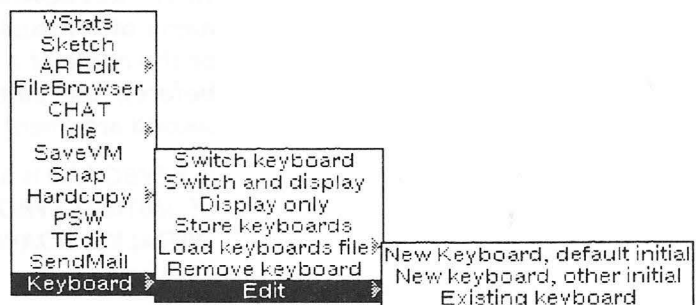 VStats
Sketch
AR Edit
FileBrowser
CHAT
Idle
SaveVM
Snap
Hardcopy
PSW
TEdit
SendMail
Keyboard
Switch keyboard
Switch and display
Display only
Store keyboards
Load keyboards file
Remove keyboard
Edit
New Keyboard, default initial
New keyboard, other initial
Existing keyboard